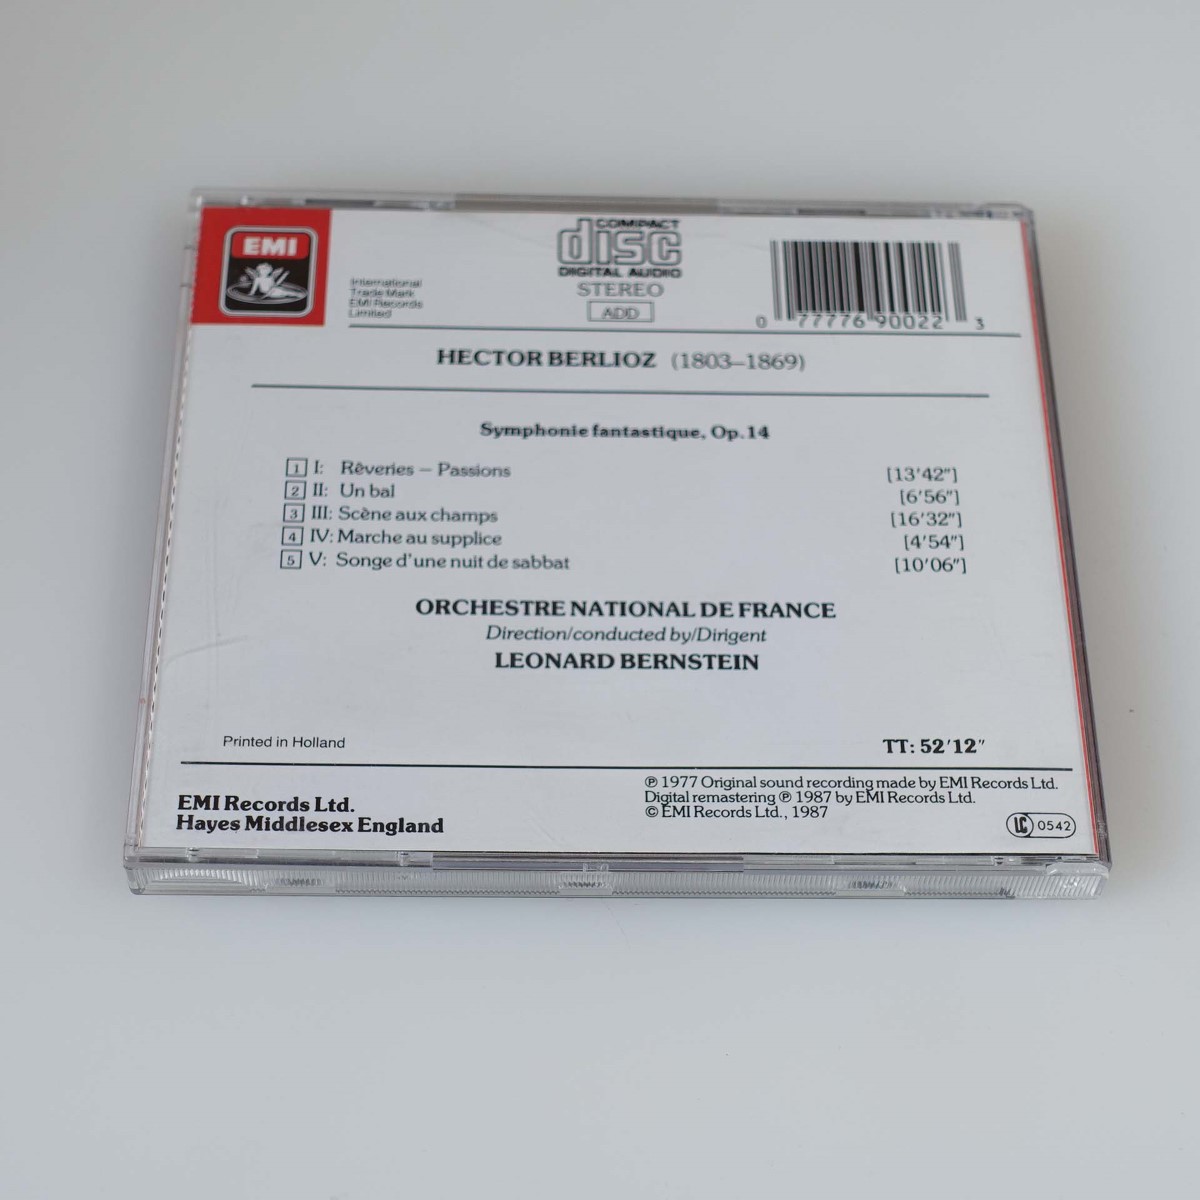 EMI
International
Trade Mark
EMI Records
Limited
COMPACT
disc
DIGITAL AUDIO
STEREO
ADD
0 77776 90022 3
HECTOR BERLIOZ (1803–1869)
Symphonie fantastique, Op. 14
1 I: Rêveries – Passions [13′42″]
2 II: Un bal [6′56″]
3 III: Scène aux champs [16′32″]
4 IV: Marche au supplice [4′54″]
5 V: Songe d'une nuit de sabbat [10′06″]
ORCHESTRE NATIONAL DE FRANCE
Direction/conducted by/Dirigent
LEONARD BERNSTEIN
Printed in Holland
TT: 52′12″
EMI Records Ltd.
Hayes Middlesex England
℗ 1977 Original sound recording made by EMI Records Ltd.
Digital remastering ℗ 1987 by EMI Records Ltd.
© EMI Records Ltd., 1987
LC 0542